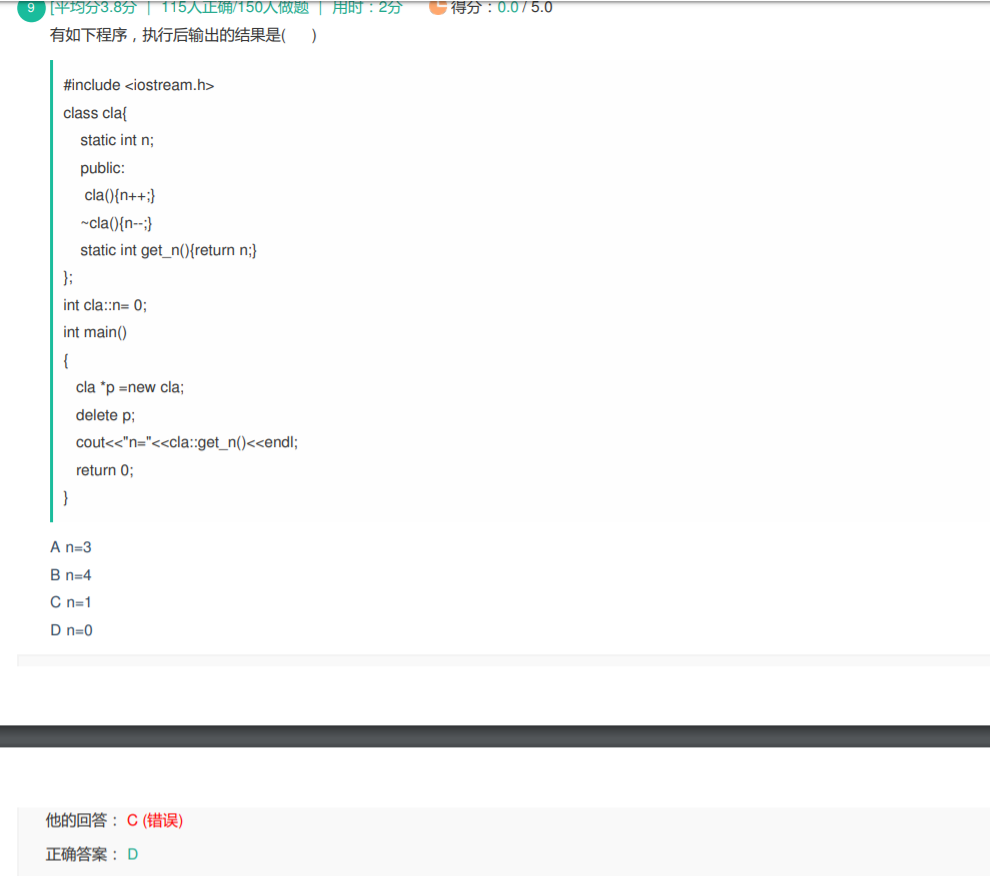 9 [平均分3.8分 | 115人正确/150人做题 | 用时：2分 得分：0.0 / 5.0
有如下程序，执行后输出的结果是( )
#include <iostream.h>
class cla{
static int n;
public:
cla(){n++;}
~cla(){n--;}
static int get_n(){return n;}
};
int cla::n= 0;
int main()
{
cla *p =new cla;
delete p;
cout<<"n="<<cla::get_n()<<endl;
return 0;
}
A n=3
B n=4
C n=1
D n=0
他的回答： C (错误)
正确答案： D